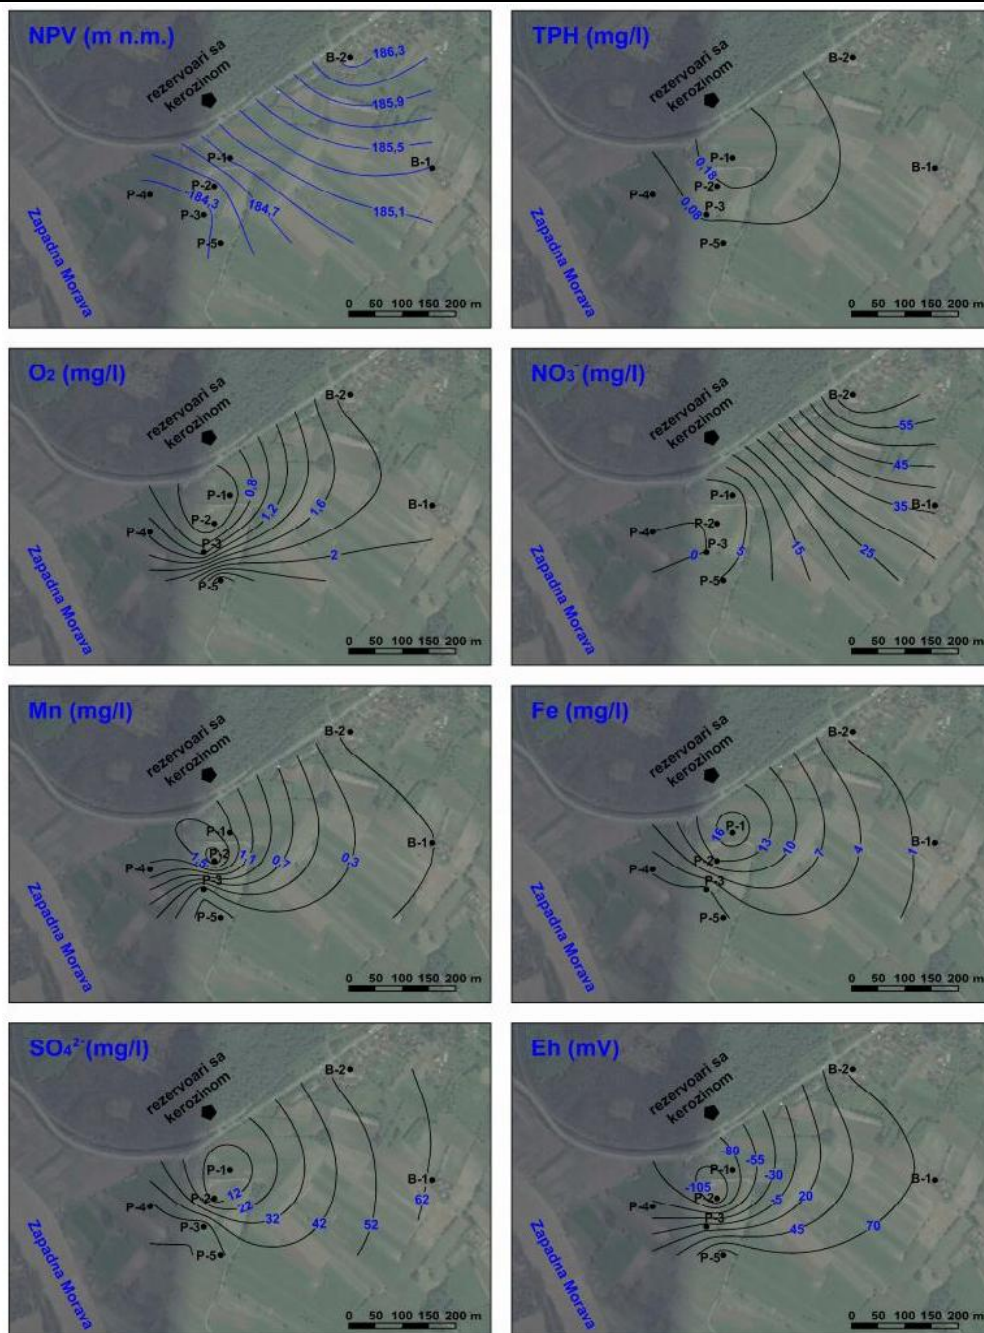 NPV (m n.m.)
rezervoari sa
kerozinom
B-2
186,3
185,9
185,5
185,1
184,7
184,3
P-1
P-2
P-3
P-4
P-5
B-1
Zapadna Morava
0 50 100 150 200 m
TPH (mg/l)
rezervoari sa
kerozinom
B-2
0,18
0,08
P-1
P-2
P-3
P-4
P-5
B-1
Zapadna Morava
0 50 100 150 200 m
O₂ (mg/l)
rezervoari sa
kerozinom
B-2
0,8
1,2
1,6
2
P-1
P-2
P-3
P-4
P-5
B-1
Zapadna Morava
0 50 100 150 200 m
NO₃⁻(mg/l)
rezervoari sa
kerozinom
B-2
55
45
35
25
15
5
0
P-1
P-2
P-3
P-4
P-5
B-1
Zapadna Morava
0 50 100 150 200 m
Mn (mg/l)
rezervoari sa
kerozinom
B-2
1,5
1,1
0,7
0,3
P-1
P-2
P-3
P-4
P-5
B-1
Zapadna Morava
0 50 100 150 200 m
Fe (mg/l)
rezervoari sa
kerozinom
B-2
16
13
10
7
4
1
P-1
P-2
P-3
P-4
P-5
B-1
Zapadna Morava
0 50 100 150 200 m
SO₄²⁻(mg/l)
rezervoari sa
kerozinom
B-2
12
22
32
42
52
62
P-1
P-2
P-3
P-4
P-5
B-1
Zapadna Morava
0 50 100 150 200 m
Eh (mV)
rezervoari sa
kerozinom
B-2
-105
-80
-55
-30
-5
20
45
70
P-1
P-2
P-3
P-4
P-5
B-1
Zapadna Morava
0 50 100 150 200 m